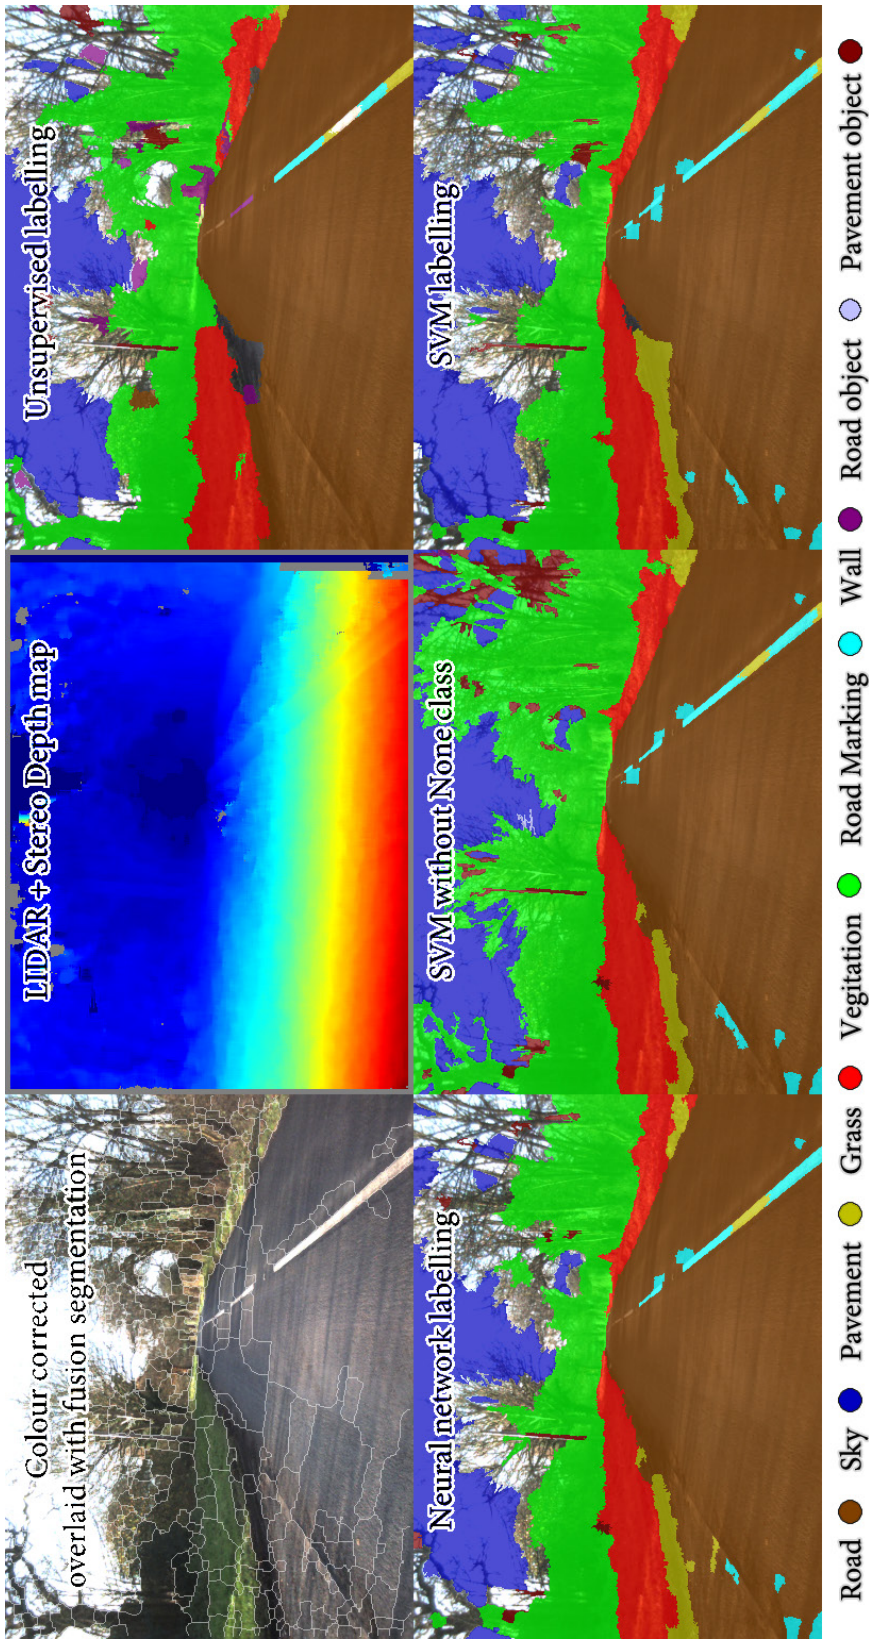 Colour corrected
overlaid with fusion segmentation
LIDAR + Stereo Depth map
Unsupervised labelling
Neural network labelling
SVM without None class
SVM labelling
Road Sky Pavement Grass Vegitation Road Marking Wall Road object Pavement object